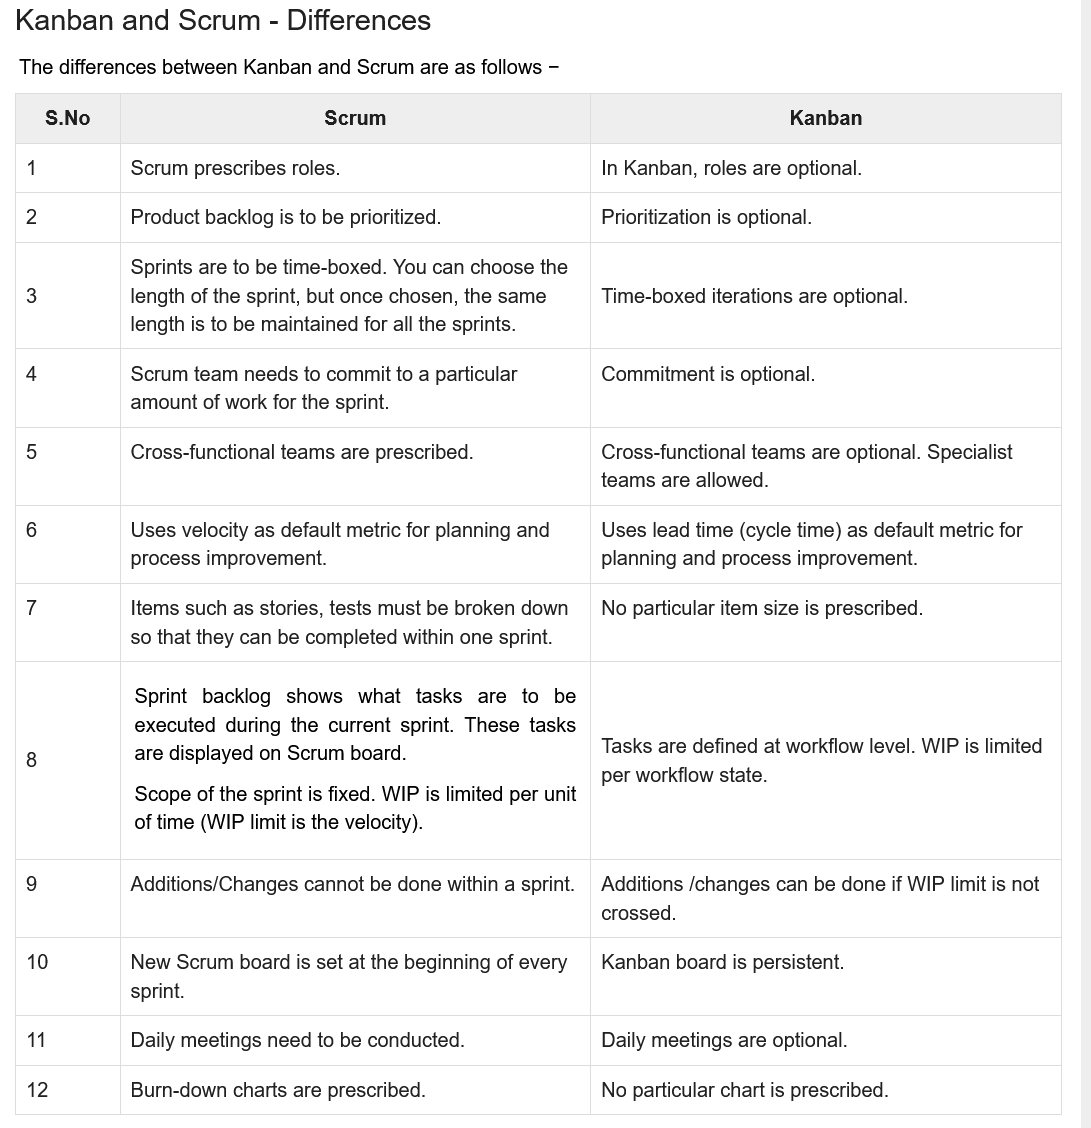 Kanban and Scrum - Differences
The differences between Kanban and Scrum are as follows −
S.No Scrum Kanban
1 Scrum prescribes roles. In Kanban, roles are optional.
2 Product backlog is to be prioritized. Prioritization is optional.
3 Sprints are to be time-boxed. You can choose the
length of the sprint, but once chosen, the same
length is to be maintained for all the sprints.
Time-boxed iterations are optional.
4 Scrum team needs to commit to a particular
amount of work for the sprint.
Commitment is optional.
5 Cross-functional teams are prescribed.
Cross-functional teams are optional. Specialist
teams are allowed.
6 Uses velocity as default metric for planning and
process improvement.
Uses lead time (cycle time) as default metric for
planning and process improvement.
7 Items such as stories, tests must be broken down
so that they can be completed within one sprint.
No particular item size is prescribed.
8 Sprint backlog shows what tasks are to be
executed during the current sprint. These tasks
are displayed on Scrum board.
Scope of the sprint is fixed. WIP is limited per unit
of time (WIP limit is the velocity).
Tasks are defined at workflow level. WIP is limited
per workflow state.
9 Additions/Changes cannot be done within a sprint.
Additions /changes can be done if WIP limit is not
crossed.
10 New Scrum board is set at the beginning of every
sprint.
Kanban board is persistent.
11 Daily meetings need to be conducted. Daily meetings are optional.
12 Burn-down charts are prescribed. No particular chart is prescribed.